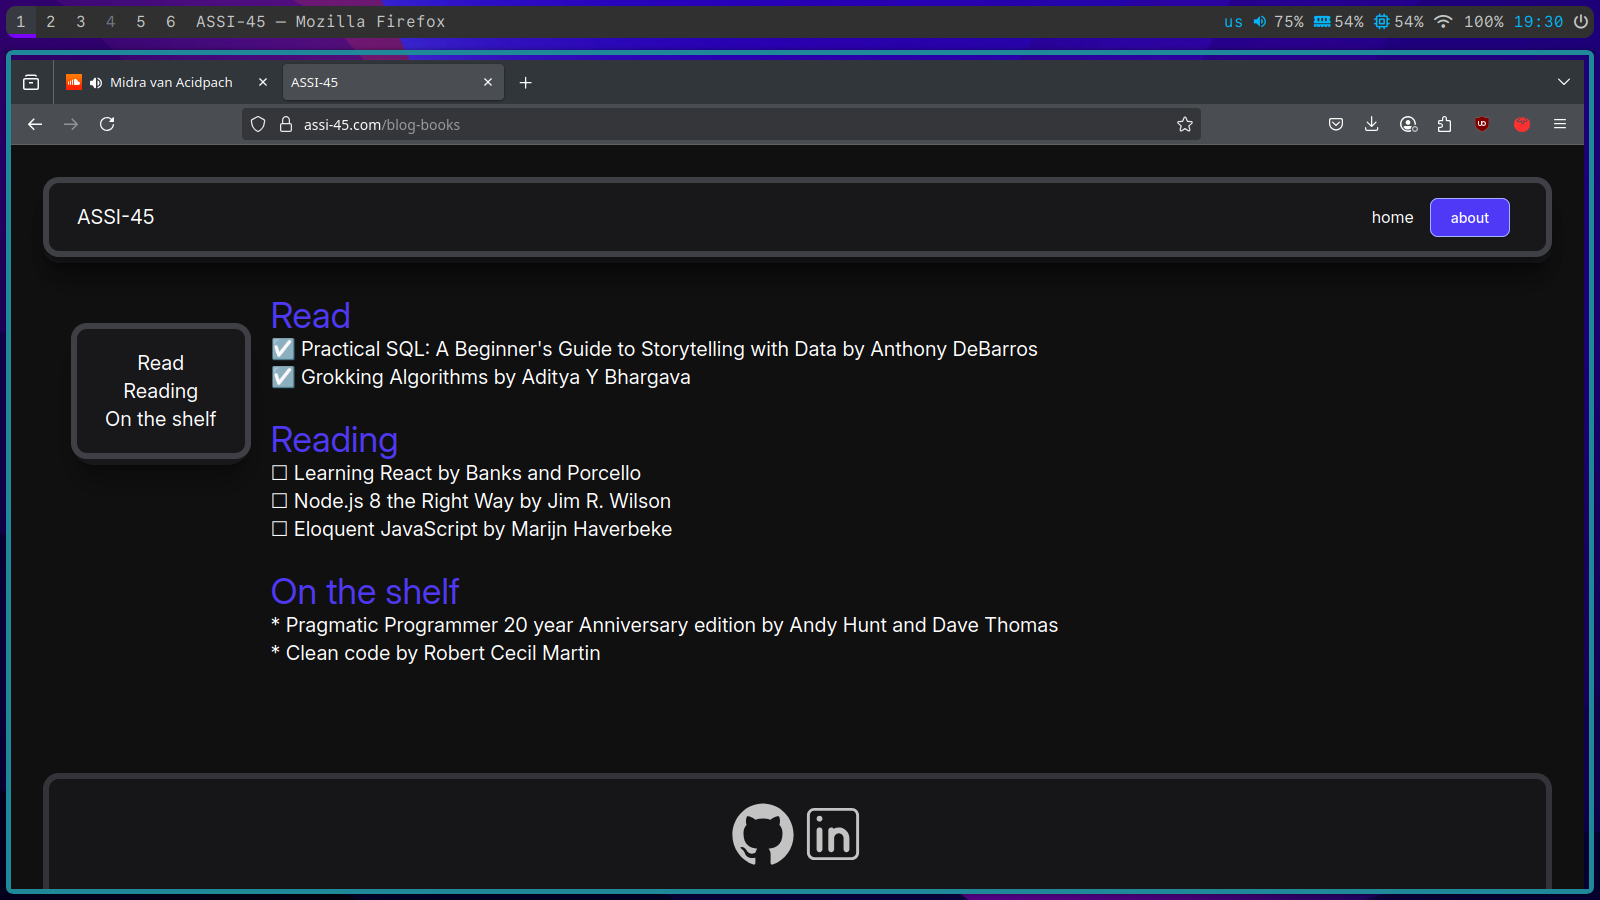 1 2 3 4 5 6 ASSI-45 — Mozilla Firefox us 75% 54% 54% 100% 19:30
Midra van Acidpach ASSI-45
assi-45.com/blog-books
ASSI-45 home about
Read
Reading
On the shelf
Read
☑ Practical SQL: A Beginner's Guide to Storytelling with Data by Anthony DeBarros
☑ Grokking Algorithms by Aditya Y Bhargava
Reading
☐ Learning React by Banks and Porcello
☐ Node.js 8 the Right Way by Jim R. Wilson
☐ Eloquent JavaScript by Marijn Haverbeke
On the shelf
* Pragmatic Programmer 20 year Anniversary edition by Andy Hunt and Dave Thomas
* Clean code by Robert Cecil Martin
in